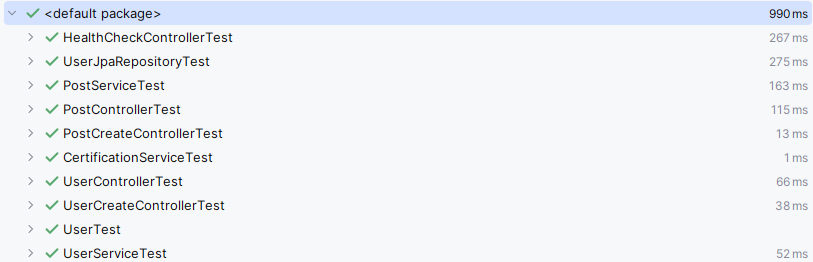 <default package> 990 ms
HealthCheckControllerTest 267 ms
UserJpaRepositoryTest 275 ms
PostServiceTest 163 ms
PostControllerTest 115 ms
PostCreateControllerTest 13 ms
CertificationServiceTest 1 ms
UserControllerTest 66 ms
UserCreateControllerTest 38 ms
UserTest
UserServiceTest 52 ms